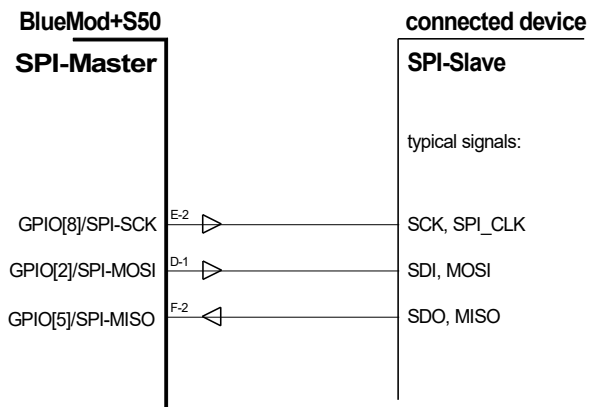 BlueMod+S50
connected device
SPI-Master
SPI-Slave
typical signals:
GPIO[8]/SPI-SCK
E-2
SCK, SPI_CLK
GPIO[2]/SPI-MOSI
D-1
SDI, MOSI
GPIO[5]/SPI-MISO
F-2
SDO, MISO